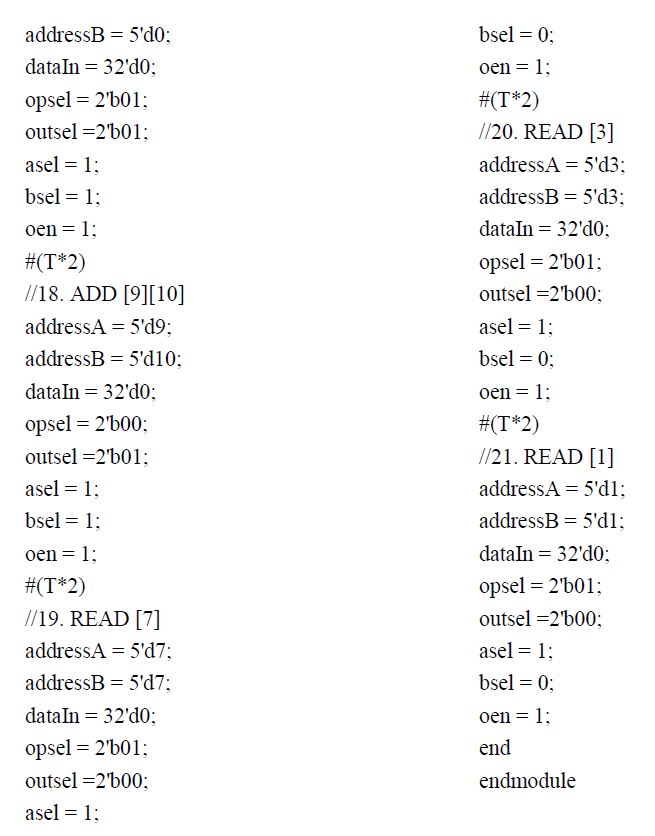 addressB = 5'd0;
dataIn = 32'd0;
opsel = 2'b01;
outsel =2'b01;
asel = 1;
bsel = 1;
oen = 1;
#(T*2)
//18. ADD [9][10]
addressA = 5'd9;
addressB = 5'd10;
dataIn = 32'd0;
opsel = 2'b00;
outsel =2'b01;
asel = 1;
bsel = 1;
oen = 1;
#(T*2)
//19. READ [7]
addressA = 5'd7;
addressB = 5'd7;
dataIn = 32'd0;
opsel = 2'b01;
outsel =2'b00;
asel = 1;
bsel = 0;
oen = 1;
#(T*2)
//20. READ [3]
addressA = 5'd3;
addressB = 5'd3;
dataIn = 32'd0;
opsel = 2'b01;
outsel =2'b00;
asel = 1;
bsel = 0;
oen = 1;
#(T*2)
//21. READ [1]
addressA = 5'd1;
addressB = 5'd1;
dataIn = 32'd0;
opsel = 2'b01;
outsel =2'b00;
asel = 1;
bsel = 0;
oen = 1;
end
endmodule